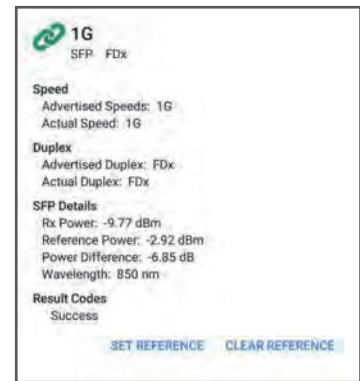 1G
SFP FDx
Speed
Advertised Speeds: 1G
Actual Speed: 1G
Duplex
Advertised Duplex: FDx
Actual Duplex: FDx
SFP Details
Rx Power: -9.77 dBm
Reference Power: -2.92 dBm
Power Difference: -6.85 dB
Wavelength: 850 nm
Result Codes
Success
SET REFERENCE CLEAR REFERENCE